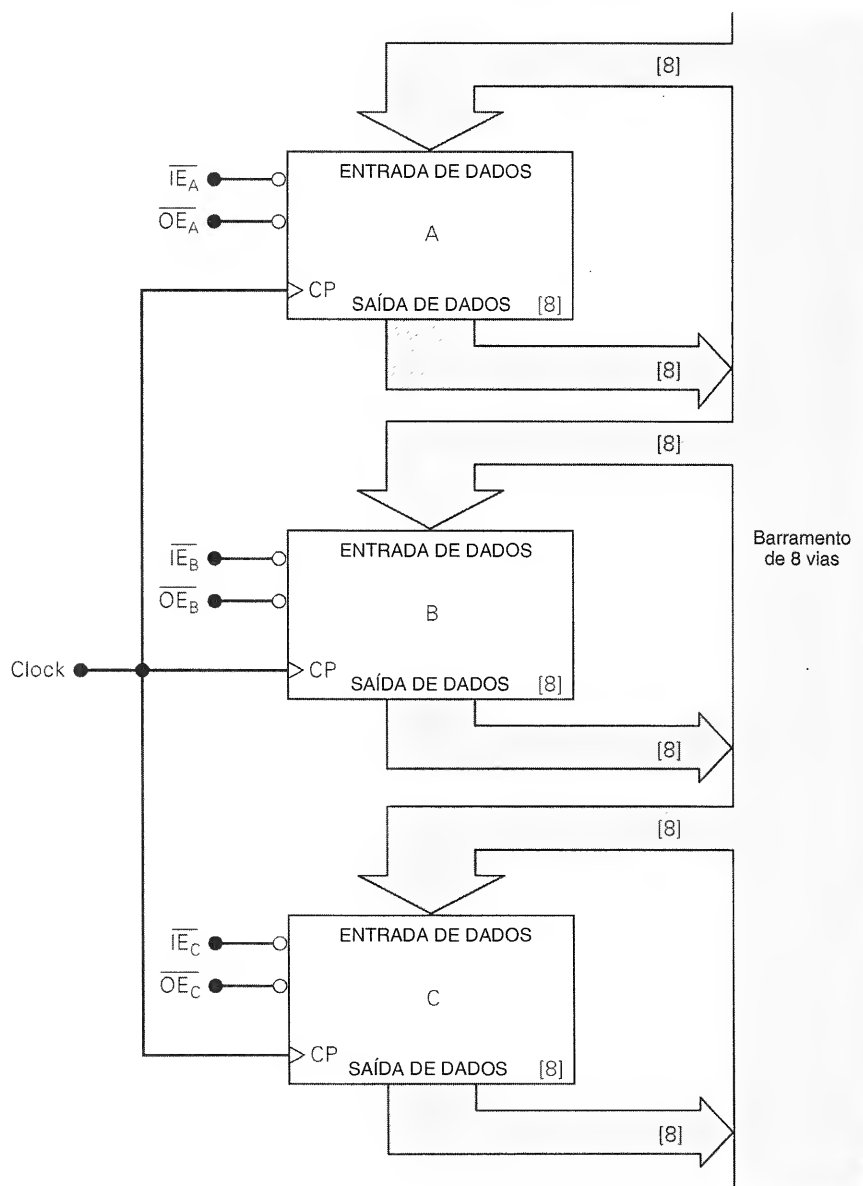 [8]
ENTRADA DE DADOS
IE_A
OE_A
A
CP
SAÍDA DE DADOS [8]
[8]
[8]
ENTRADA DE DADOS
IE_B
OE_B
B
Barramento
de 8 vias
Clock
CP
SAÍDA DE DADOS [8]
[8]
[8]
ENTRADA DE DADOS
IE_C
OE_C
C
CP
SAÍDA DE DADOS [8]
[8]